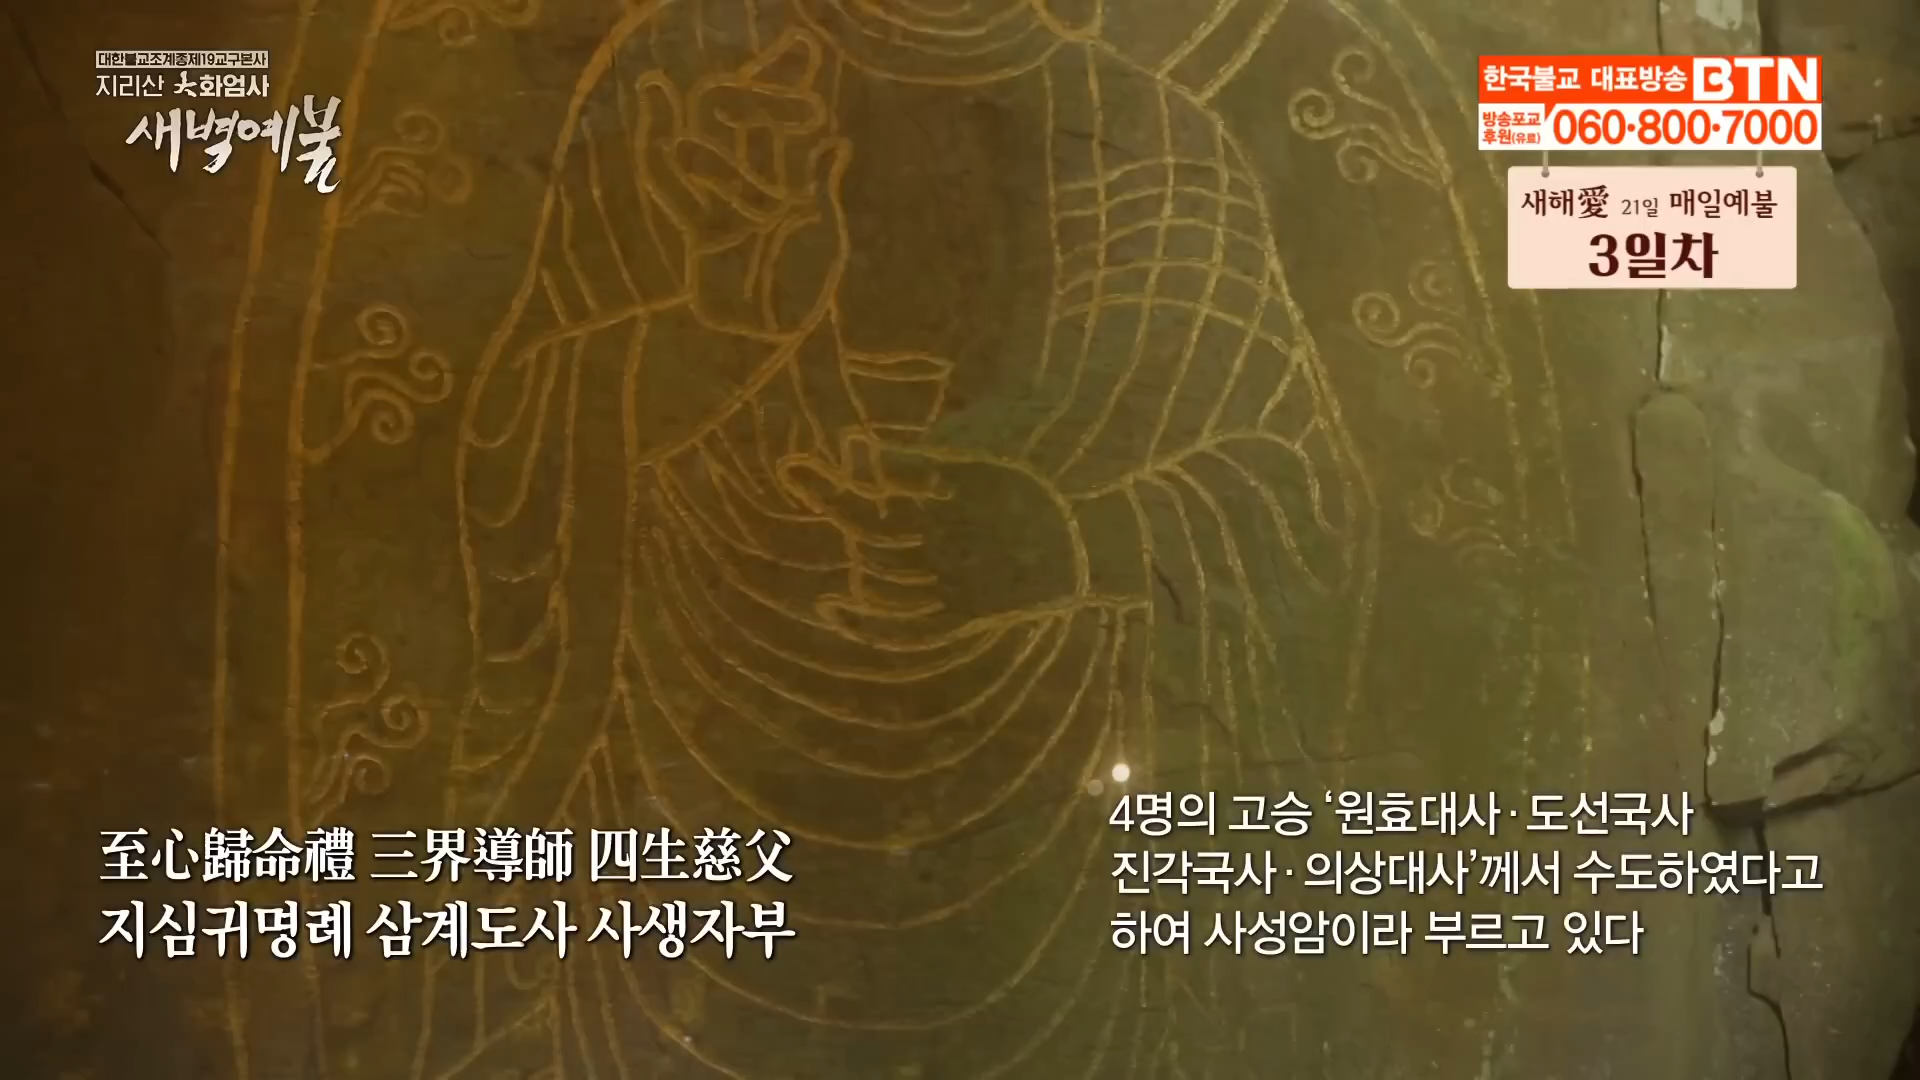 대한불교조계종제19교구본사
지리산 大화엄사
새벽예불
한국불교 대표방송 BTN
방송포교
후원(유료) 060·800·7000
새해愛 21일 매일예불
3일차
至心歸命禮 三界導師 四生慈父
지심귀명례 삼계도사 사생자부
4명의 고승 ‘원효대사·도선국사
진각국사·의상대사’께서 수도하였다고
하여 사성암이라 부르고 있다